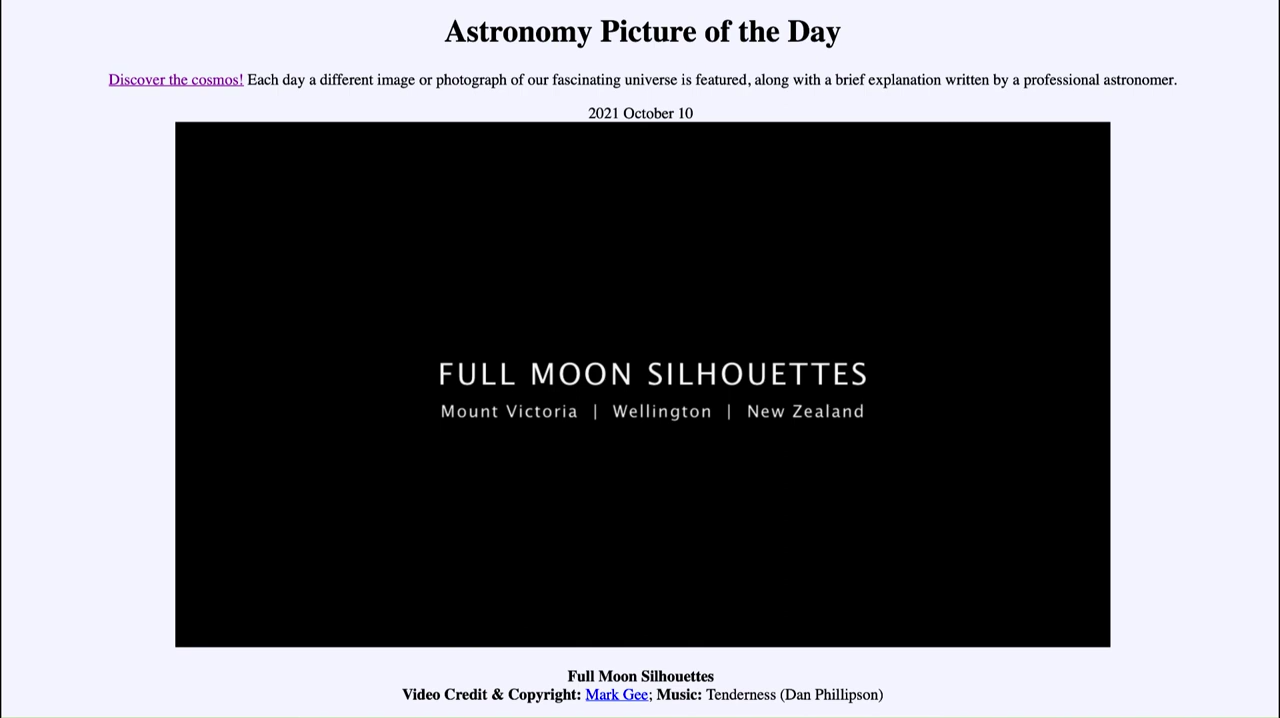 Astronomy Picture of the Day
Discover the cosmos! Each day a different image or photograph of our fascinating universe is featured, along with a brief explanation written by a professional astronomer.
2021 October 10
FULL MOON SILHOUETTES
Mount Victoria | Wellington | New Zealand
Full Moon Silhouettes
Video Credit & Copyright: Mark Gee; Music: Tenderness (Dan Phillipson)